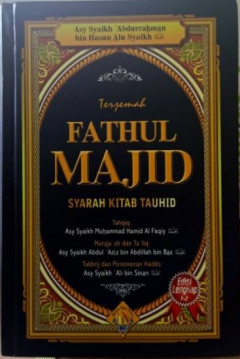 Asy Syaikh 'Abdurraḥman
bin Hasan Alu Syaikh
Terjemah
FATHUL
MAJID
SYARAH KITAB TAUHID
Tahqiq
Asy Syaikh Muḥammad Hamid Al Faqiy
Muraja'ah dan Ta'liq
Asy Syaikh Abdul 'Aziz bin Abdillah bin Baz
Takhrij dan Penomeran Hadits:
Asy Syaikh 'Ali bin Sinan
Edisi
Lengkap